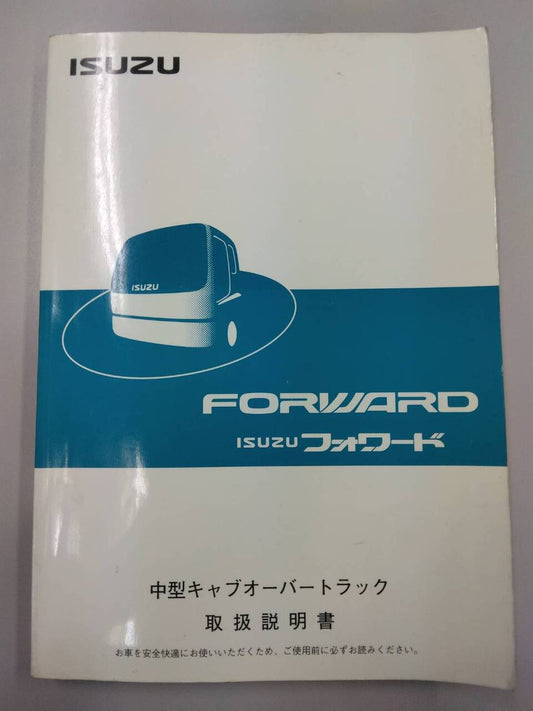 ISUZU
ISUZU
FORWARD
ISUZU フォワード
中型キャブオーバートラック
取扱説明書
お車を安全快適にお使いいただくため、ご使用前に必ずお読みください。